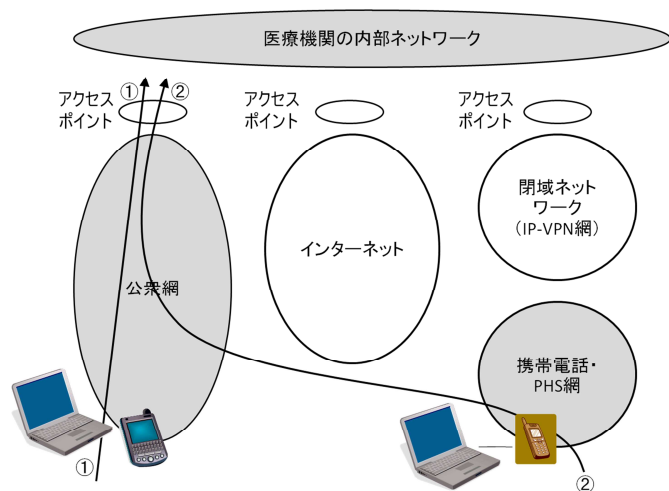 医療機関の内部ネットワーク
① ②
アクセス
ポイント
アクセス
ポイント
アクセス
ポイント
公衆網
インターネット
閉域ネット
ワーク
（IP-VPN網）
携帯電話・
PHS網
①
②